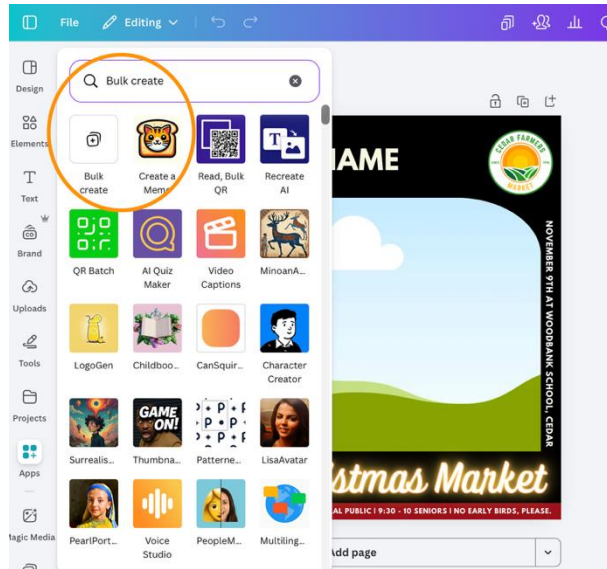 File
Editing
Design
Elements
Text
Brand
Uploads
Tools
Projects
Apps
Magic Media
Bulk create
Bulk
create
Create a
Meme
Read, Bulk
QR
Recreate
AI
QR Batch
AI Quiz
Maker
Video
Captions
MinoanA...
LogoGen
Childboo...
CanSquir...
Character
Creator
GAME
ON!
Surrealis...
Thumbna...
Patterne...
LisaAvatar
PearlPort...
Voice
Studio
PeopleM...
Multiling...
NAME
CEDAR FARMERS
MARKET
NOVEMBER 9TH AT WOODBANK SCHOOL, CEDAR
istmas Market
AL PUBLIC | 9:30 - 10 SENIORS | NO EARLY BIRDS, PLEASE.
Add page